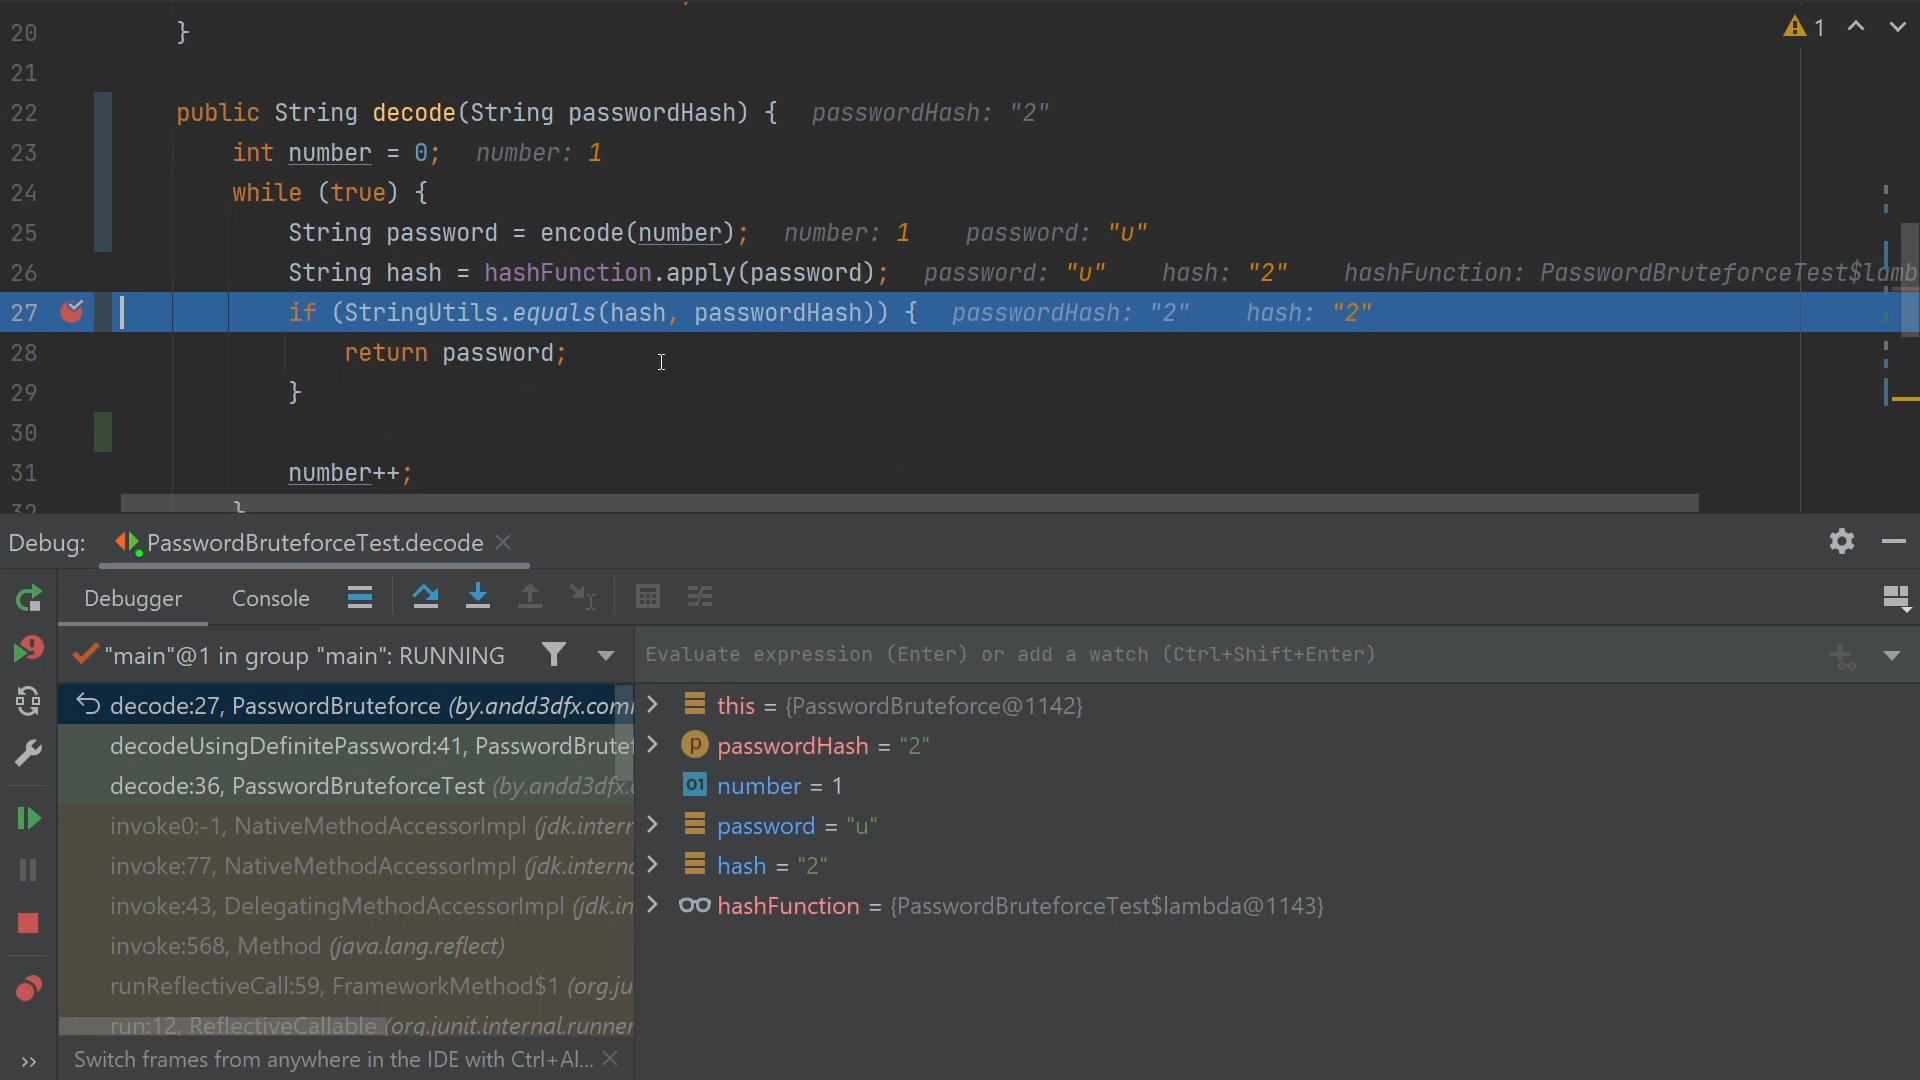 20 }
21
22 public String decode(String passwordHash) { passwordHash: "2"
23 int number = 0; number: 1
24 while (true) {
25 String password = encode(number); number: 1 password: "u"
26 String hash = hashFunction.apply(password); password: "u" hash: "2" hashFunction: PasswordBruteforceTest$lamb
27 if (StringUtils.equals(hash, passwordHash)) { passwordHash: "2" hash: "2"
28 return password;
29 }
30
31 number++;
32 }
1
Debug: PasswordBruteforceTest.decode
Debugger Console
"main"@1 in group "main": RUNNING
Evaluate expression (Enter) or add a watch (Ctrl+Shift+Enter)
decode:27, PasswordBruteforce (by.andd3dfx.com
decodeUsingDefinitePassword:41, PasswordBrutef
decode:36, PasswordBruteforceTest (by.andd3dfx.
invoke0:-1, NativeMethodAccessorImpl (jdk.intern
invoke:77, NativeMethodAccessorImpl (jdk.interna
invoke:43, DelegatingMethodAccessorImpl (jdk.in
invoke:568, Method (java.lang.reflect)
runReflectiveCall:59, FrameworkMethod$1 (org.ju
run:12, ReflectiveCallable (org.junit.internal.runner
Switch frames from anywhere in the IDE with Ctrl+Al...
this = {PasswordBruteforce@1142}
p passwordHash = "2"
01 number = 1
password = "u"
hash = "2"
hashFunction = {PasswordBruteforceTest$lambda@1143}